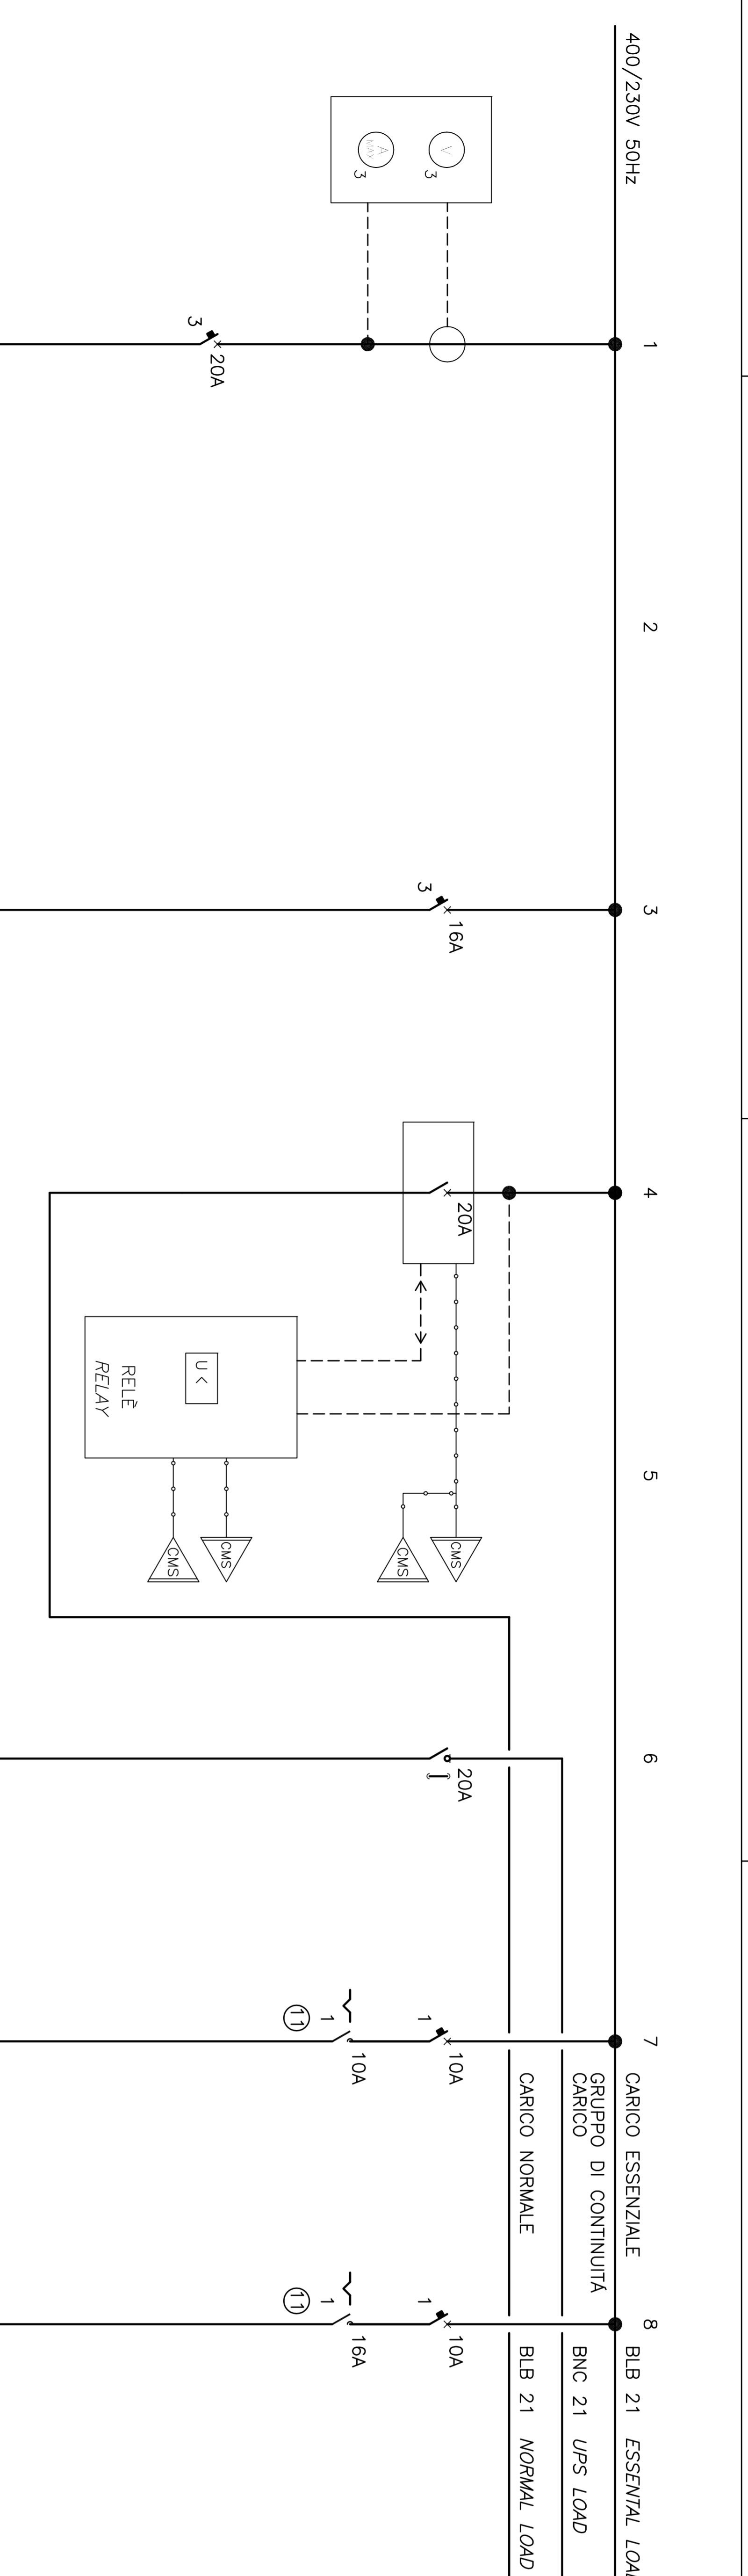 400/230V 50Hz
1
2
3
4
5
6
7
8
V
3
A
MAX
3
3
20A
3
16A
20A
U <
RELÈ
RELAY
CMS
CMS
CMS
CMS
20A
1
10A
1
10A
11
1
10A
1
16A
11
CARICO ESSENZIALE
BLB 21 ESSENTAL LOA
GRUPPO DI CONTINUITÁ
CARICO
BNC 21 UPS LOAD
CARICO NORMALE
BLB 21 NORMAL LOAD